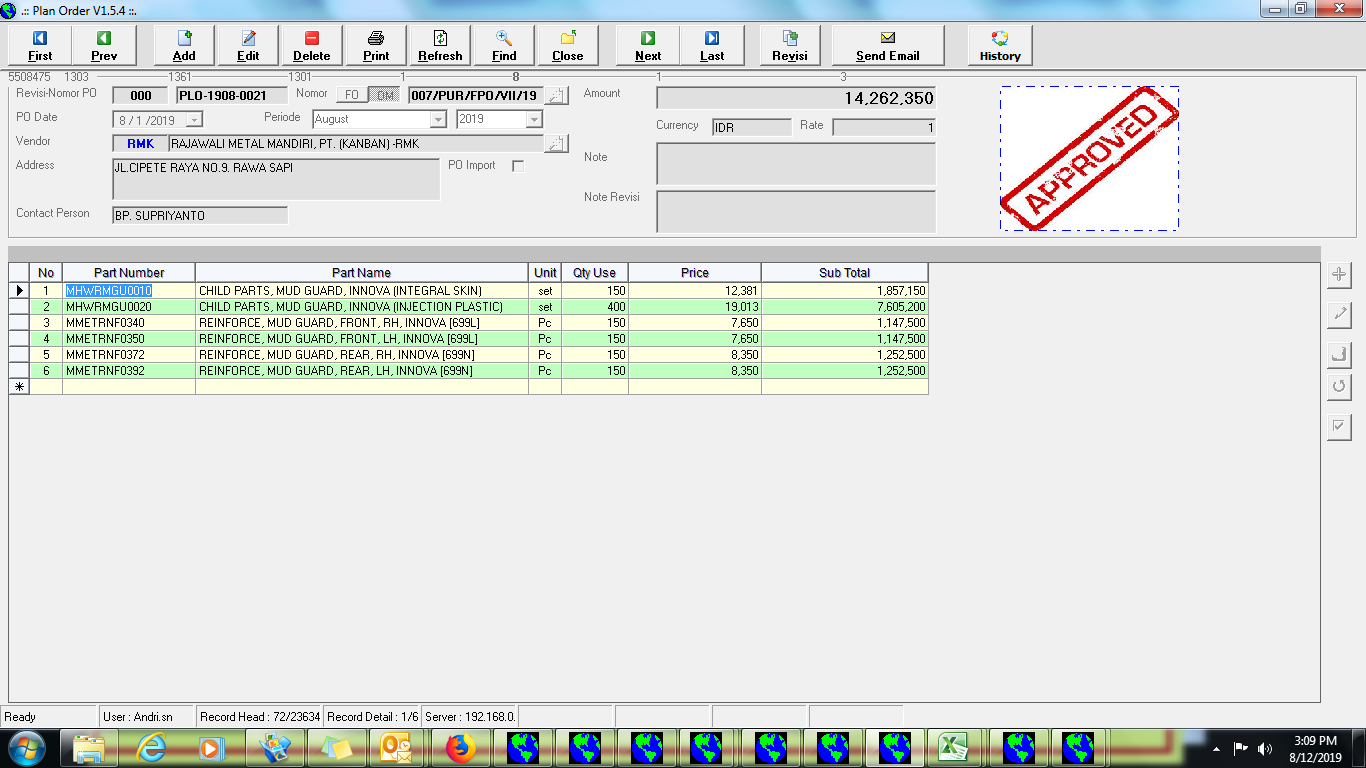 .:: Plan Order V1.5.4 ::.
First Prev Add Edit Delete Print Refresh Find Close Next Last Revisi Send Email History
5508475 1303 1361 1301 1 8 1 3
Revisi-Nomor PO 000 PLO-1908-0021 Nomor FO DM 007/PUR/FPO/VII/19 Amount 14,262,350
PO Date 8 / 1 /2019 Periode August 2019 Currency IDR Rate 1
Vendor RMK RAJAWALI METAL MANDIRI, PT. (KANBAN) -RMK
Address JL.CIPETE RAYA NO.9. RAWA SAPI PO Import Note
Note Revisi
Contact Person BP. SUPRIYANTO
APPROVED
No Part Number Part Name Unit Qty Use Price Sub Total
1 MHWRMGU0010 CHILD PARTS, MUD GUARD, INNOVA (INTEGRAL SKIN) set 150 12,381 1,857,150
2 MHWRMGU0020 CHILD PARTS, MUD GUARD, INNOVA (INJECTION PLASTIC) set 400 19,013 7,605,200
3 MMETRNF0340 REINFORCE, MUD GUARD, FRONT, RH, INNOVA [699L] Pc 150 7,650 1,147,500
4 MMETRNF0350 REINFORCE, MUD GUARD, FRONT, LH, INNOVA [699L] Pc 150 7,650 1,147,500
5 MMETRNF0372 REINFORCE, MUD GUARD, REAR, RH, INNOVA [699N] Pc 150 8,350 1,252,500
6 MMETRNF0392 REINFORCE, MUD GUARD, REAR, LH, INNOVA [699N] Pc 150 8,350 1,252,500
Ready User : Andri.sn Record Head : 72/23634 Record Detail : 1/6 Server : 192.168.0.
3:09 PM
8/12/2019